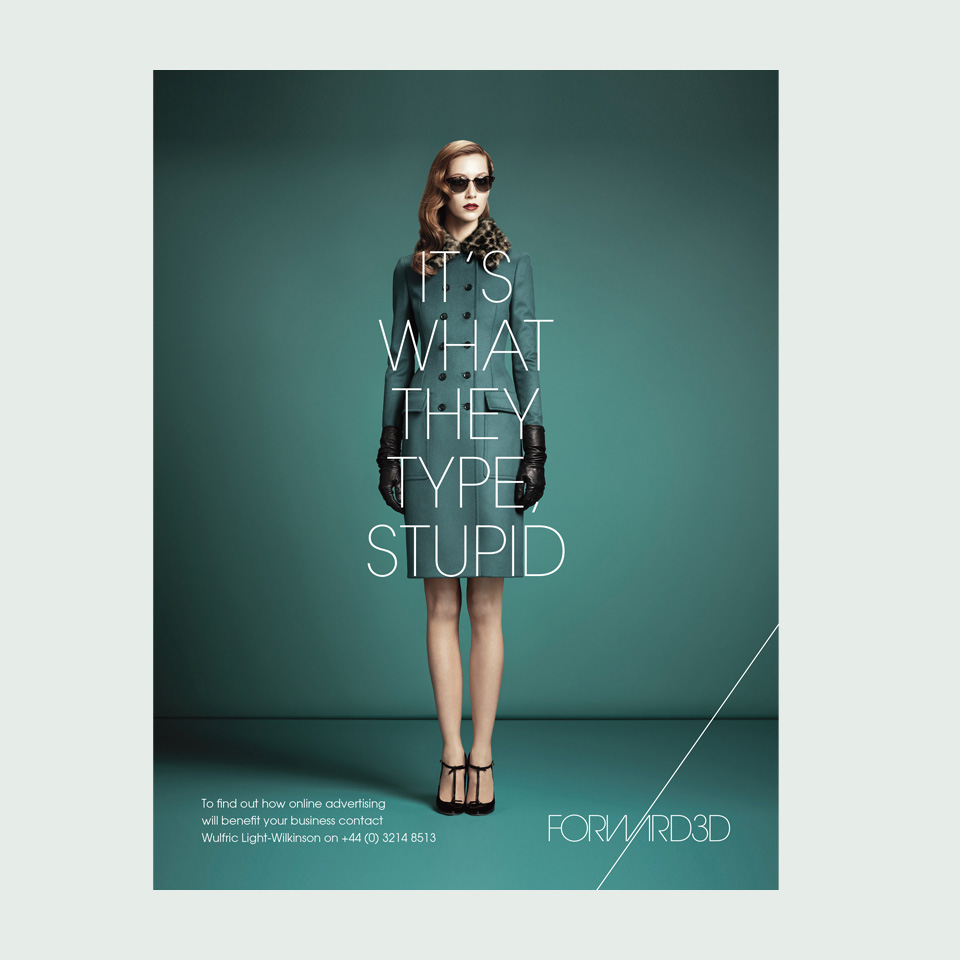 IT'S
WHAT
THEY
TYPE,
STUPID
To find out how online advertising
will benefit your business contact
Wulfric Light-Wilkinson on +44 (0) 3214 8513
FORWARD3D